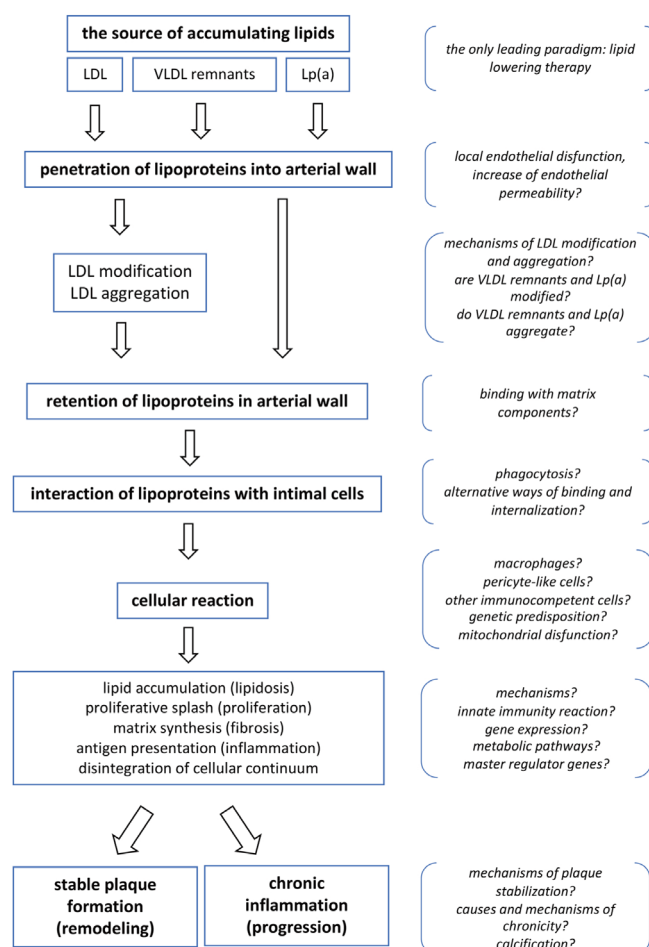 the source of accumulating lipids
LDL
VLDL remnants
Lp(a)
the only leading paradigm: lipid
lowering therapy
penetration of lipoproteins into arterial wall
local endothelial disfunction,
increase of endothelial
permeability?
LDL modification
LDL aggregation
mechanisms of LDL modification
and aggregation?
are VLDL remnants and Lp(a)
modified?
do VLDL remnants and Lp(a)
aggregate?
retention of lipoproteins in arterial wall
binding with matrix
components?
interaction of lipoproteins with intimal cells
phagocytosis?
alternative ways of binding and
internalization?
cellular reaction
macrophages?
pericyte-like cells?
other immunocompetent cells?
genetic predisposition?
mitochondrial disfunction?
lipid accumulation (lipidosis)
proliferative splash (proliferation)
matrix synthesis (fibrosis)
antigen presentation (inflammation)
disintegration of cellular continuum
mechanisms?
innate immunity reaction?
gene expression?
metabolic pathways?
master regulator genes?
stable plaque
formation
(remodeling)
chronic
inflammation
(progression)
mechanisms of plaque
stabilization?
causes and mechanisms of
chronicity?
calcification?